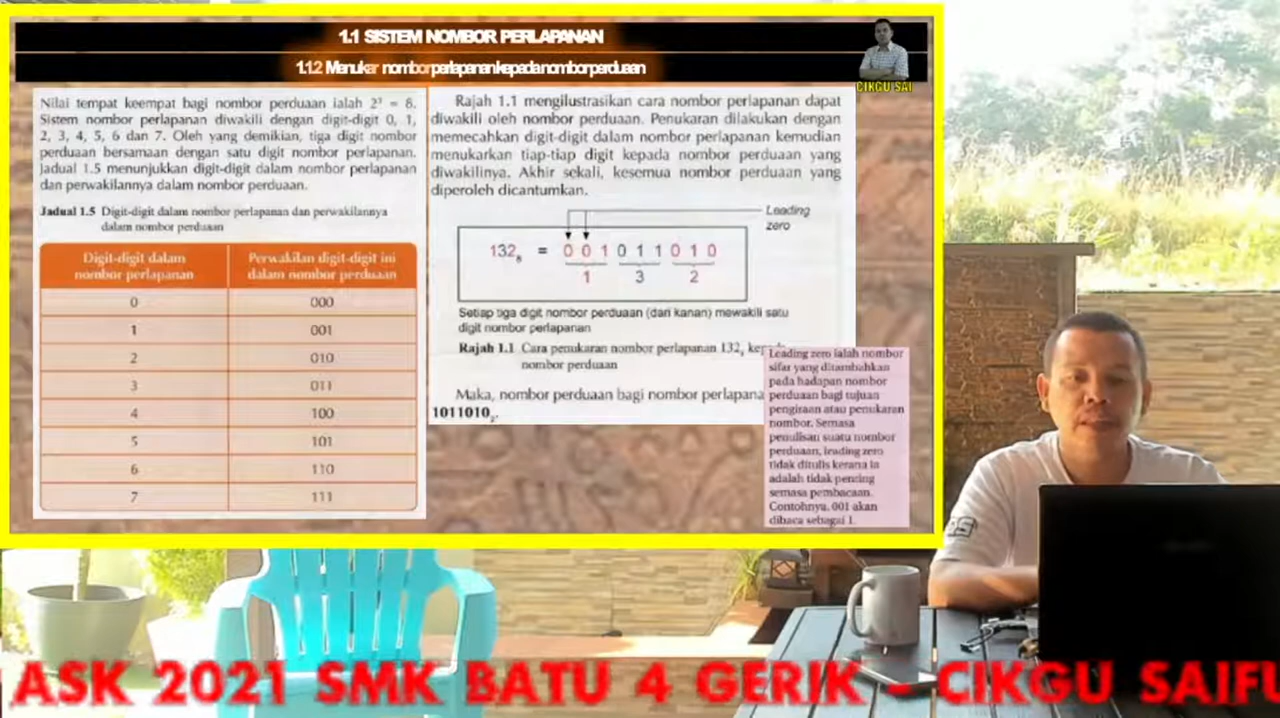 1.1 SISTEM NOMBOR PERLAPANAN
1.1.2 Menukar nombor perlapanan kepada nombor perduaan
CIKGU SAI
Nilai tempat keempat bagi nombor perduaan ialah 2³ = 8.
Sistem nombor perlapanan diwakili dengan digit-digit 0, 1,
2, 3, 4, 5, 6 dan 7. Oleh yang demikian, tiga digit nombor
perduaan bersamaan dengan satu digit nombor perlapanan.
Jadual 1.5 menunjukkan digit-digit dalam nombor perlapanan
dan perwakilannya dalam nombor perduaan.
Jadual 1.5 Digit-digit dalam nombor perlapanan dan perwakilannya
dalam nombor perduaan
Digit-digit dalam nombor perlapanan | Perwakilan digit-digit ini dalam nombor perduaan
0 000
1 001
2 010
3 011
4 100
5 101
6 110
7 111
Rajah 1.1 mengilustrasikan cara nombor perlapanan dapat
diwakili oleh nombor perduaan. Penukaran dilakukan dengan
memecahkan digit-digit dalam nombor perlapanan kemudian
menukarkan tiap-tiap digit kepada nombor perduaan yang
diwakilinya. Akhir sekali, kesemua nombor perduaan yang
diperoleh dicantumkan.
Leading
zero
132₈ = 0 0 1 0 1 1 0 1 0
1 3 2
Setiap tiga digit nombor perduaan (dari kanan) mewakili satu
digit nombor perlapanan
Rajah 1.1 Cara penukaran nombor perlapanan 132₈
nombor perduaan
Maka, nombor perduaan bagi nombor perlapana
1011010₂.
Leading zero ialah nombor
sifar yang ditambahkan
pada hadapan nombor
perduaan bagi tujuan
pengiraan atau penukaran
nombor. Semasa
penulisan suatu nombor
perduaan, leading zero
tidak ditulis kerana ia
adalah tidak penting
semasa pembacaan.
Contohnya, 001 akan
dibaca sebagai 1.
ASK 2021 SMK BATU 4 GERIK - CIKGU SAIFU